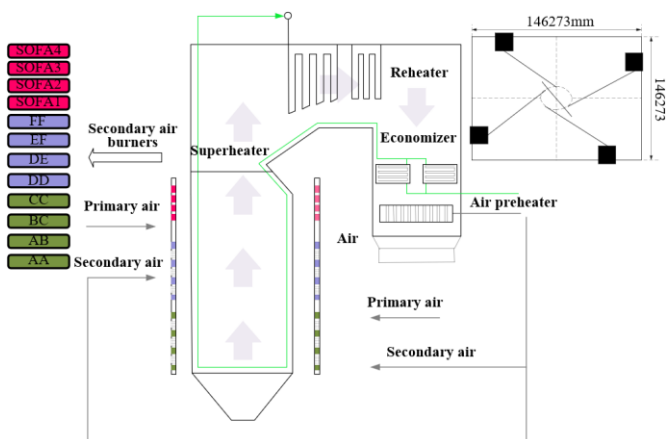 SOFA4
SOFA3
SOFA2
SOFA1
FF
EF
DE
DD
CC
BC
AB
AA
Secondary air
burners
Primary air
Secondary air
Superheater
Reheater
Economizer
Air preheater
Air
Primary air
Secondary air
146273mm
146273